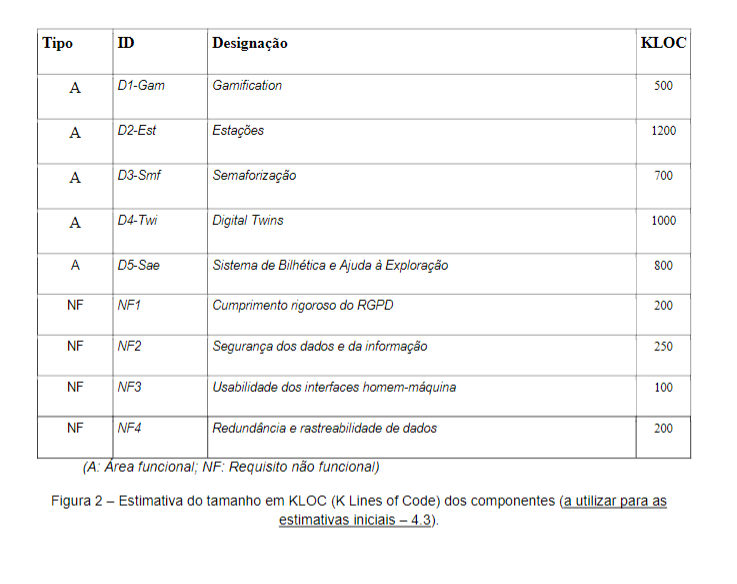 Tipo ID Designação KLOC
A D1-Gam Gamification 500
A D2-Est Estações 1200
A D3-Smf Semaforização 700
A D4-Twi Digital Twins 1000
A D5-Sae Sistema de Bilhética e Ajuda à Exploração 800
NF NF1 Cumprimento rigoroso do RGPD 200
NF NF2 Segurança dos dados e da informação 250
NF NF3 Usabilidade dos interfaces homem-máquina 100
NF NF4 Redundância e rastreabilidade de dados 200
(A: Área funcional; NF: Requisito não funcional)
Figura 2 – Estimativa do tamanho em KLOC (K Lines of Code) dos componentes (a utilizar para as
estimativas iniciais – 4.3).